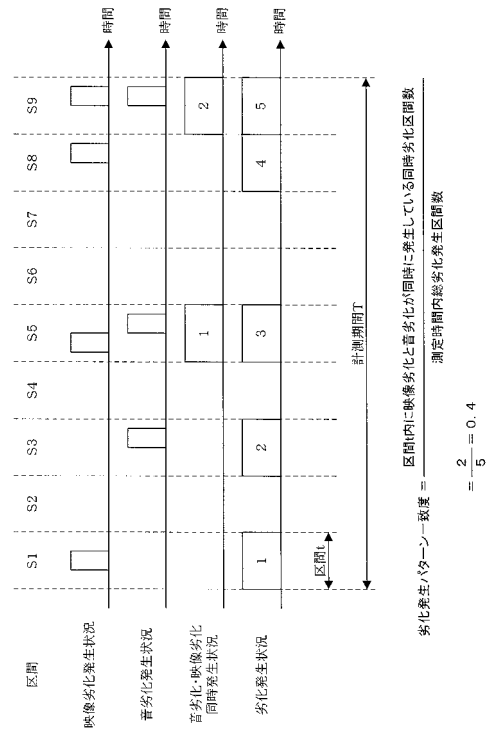 区間 S1 S2 S3 S4 S5 S6 S7 S8 S9
映像劣化発生状況 時間
音劣化発生状況 時間
音劣化・映像劣化
同時発生状況 1 2 時間
劣化発生状況 1 2 3 4 5 時間
区間t
計測期間T
劣化発生パターン一致度 = 区間t内に映像劣化と音劣化が同時に発生している同時劣化区間数
測定時間内総劣化発生区間数
= 2
5 = 0. 4